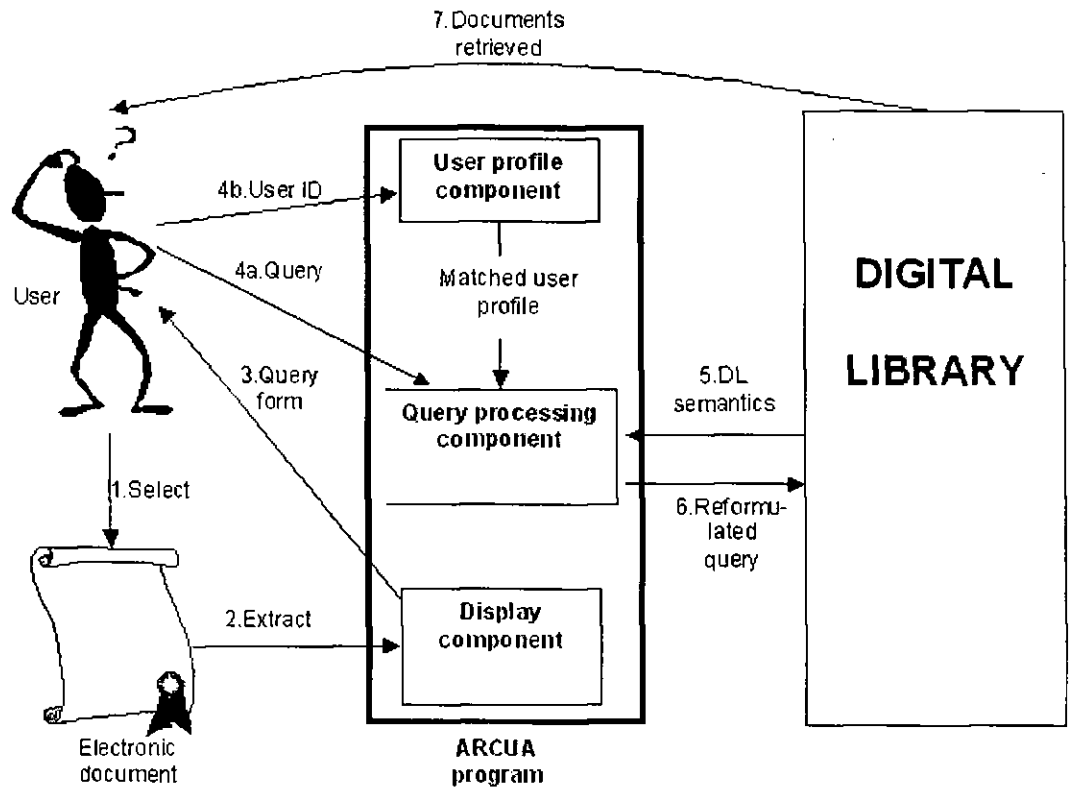 7.Documents
retrieved
?
User profile
component
4b.User ID
4a.Query
Matched user
profile
User
DIGITAL
LIBRARY
3.Query
form
5.DL
semantics
Query processing
component
1.Select
6.Reformu-
lated
query
2.Extract
Display
component
Electronic
document
ARCUA
program